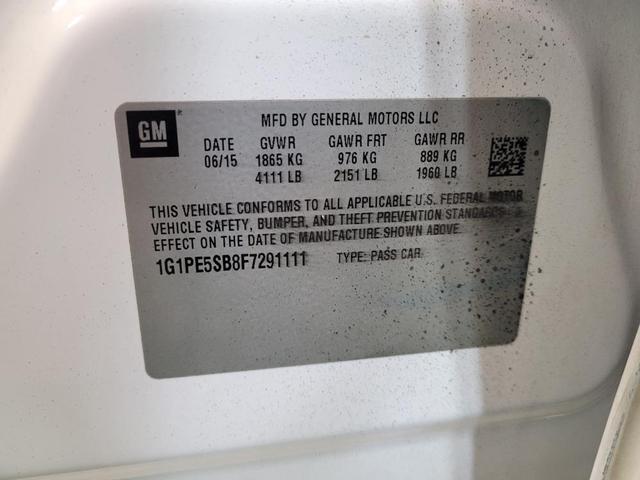 GM
MFD BY GENERAL MOTORS LLC
DATE GVWR GAWR FRT GAWR RR
06/15 1865 KG 976 KG 889 KG
4111 LB 2151 LB 1960 LB
THIS VEHICLE CONFORMS TO ALL APPLICABLE U.S. FEDERAL MOTOR
VEHICLE SAFETY, BUMPER, AND THEFT PREVENTION STANDARDS IN
EFFECT ON THE DATE OF MANUFACTURE SHOWN ABOVE.
1G1PE5SB8F7291111 TYPE: PASS CAR